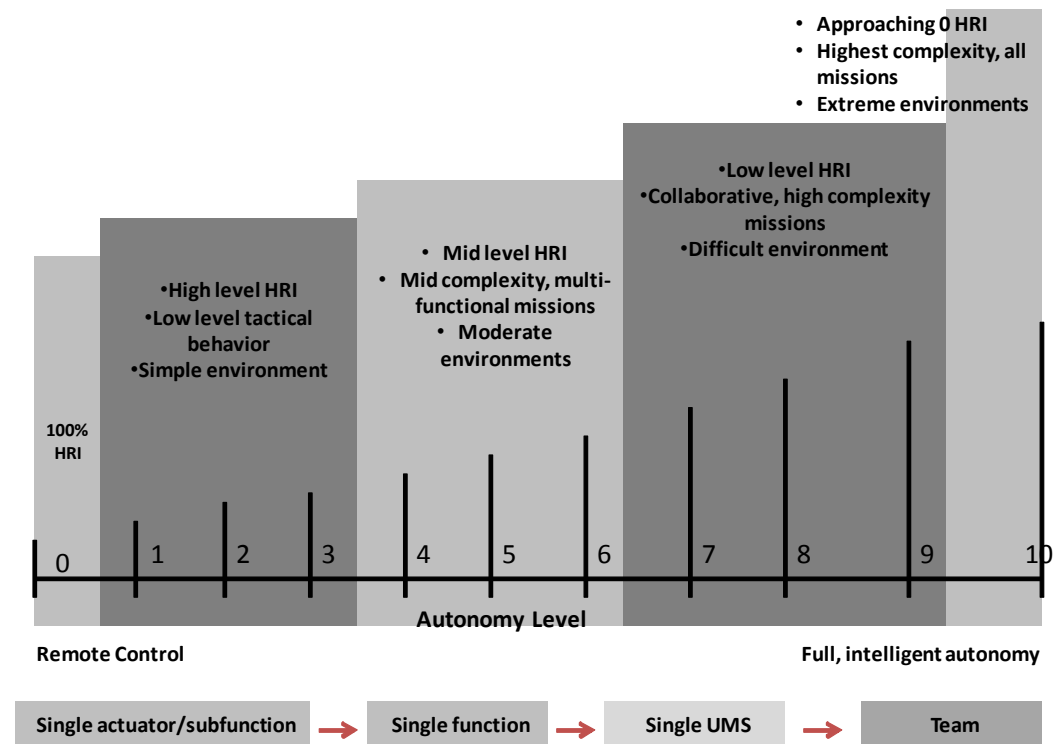 • Approaching 0 HRI
• Highest complexity, all
missions
• Extreme environments
•Low level HRI
•Collaborative, high complexity
missions
•Difficult environment
• Mid level HRI
• Mid complexity, multi-
functional missions
• Moderate
environments
•High level HRI
•Low level tactical
behavior
•Simple environment
100%
HRI
0 1 2 3 4 5 6 7 8 9 10
Autonomy Level
Remote Control
Full, intelligent autonomy
Single actuator/subfunction
Single function
Single UMS
Team